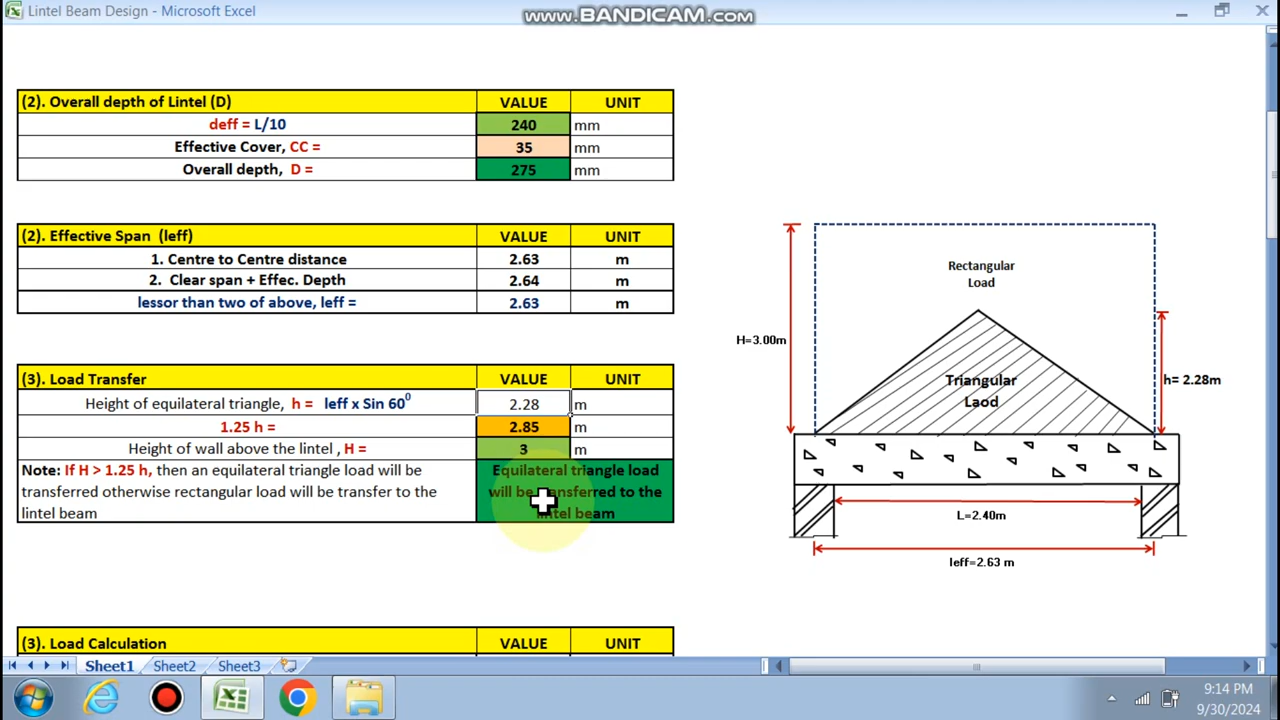 Lintel Beam Design - Microsoft Excel
www.BANDICAM.com
(2). Overall depth of Lintel (D) VALUE UNIT
deff = L/10 240 mm
Effective Cover, CC = 35 mm
Overall depth, D = 275 mm
(2). Effective Span (leff) VALUE UNIT
1. Centre to Centre distance 2.63 m
2. Clear span + Effec. Depth 2.64 m
lessor than two of above, leff = 2.63 m
(3). Load Transfer VALUE UNIT
Height of equilateral triangle, h = leff x Sin 60⁰ 2.28 m
1.25 h = 2.85 m
Height of wall above the lintel , H = 3 m
Note: If H > 1.25 h, then an equilateral triangle load will be
transferred otherwise rectangular load will be transfer to the
lintel beam
Equilateral triangle load
will be transferred to the
lintel beam
Rectangular
Load
H=3.00m
Triangular
Laod
h= 2.28m
L=2.40m
leff=2.63 m
(3). Load Calculation VALUE UNIT
Sheet1 Sheet2 Sheet3
9:14 PM
9/30/2024